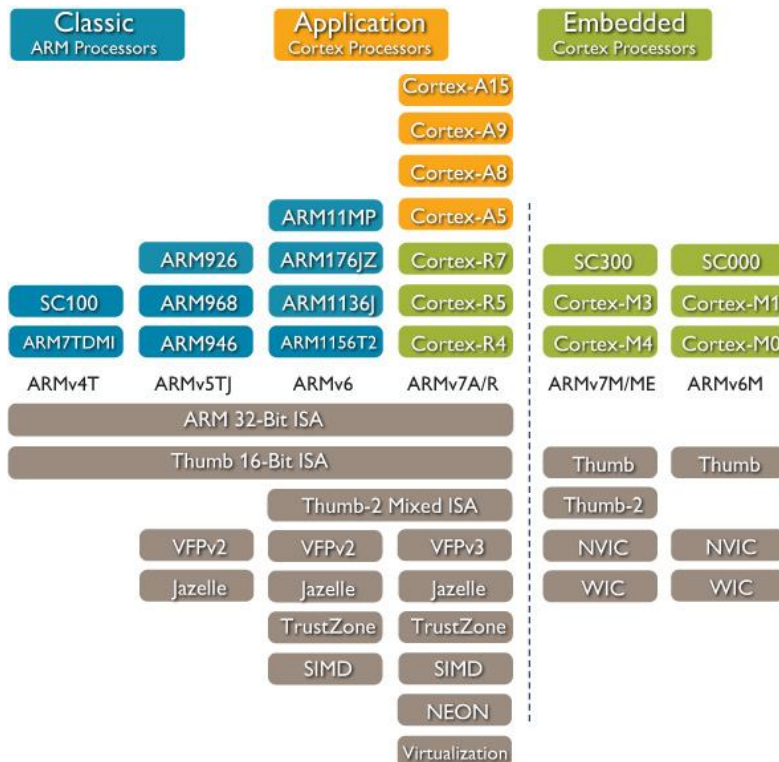 Classic
ARM Processors
Application
Cortex Processors
Embedded
Cortex Processors
Cortex-A15
Cortex-A9
Cortex-A8
ARM11MP
Cortex-A5
ARM926
ARM176JZ
Cortex-R7
SC300
SC000
SC100
ARM968
ARM1136J
Cortex-R5
Cortex-M3
Cortex-M1
ARM7TDMI
ARM946
ARM1156T2
Cortex-R4
Cortex-M4
Cortex-M0
ARMv4T
ARMv5TJ
ARMv6
ARMv7A/R
ARMv7M/ME
ARMv6M
ARM 32-Bit ISA
Thumb 16-Bit ISA
Thumb
Thumb
Thumb-2 Mixed ISA
Thumb-2
VFPv2
VFPv2
VFPv3
NVIC
NVIC
Jazelle
Jazelle
Jazelle
WIC
WIC
TrustZone
TrustZone
SIMD
SIMD
NEON
Virtualization